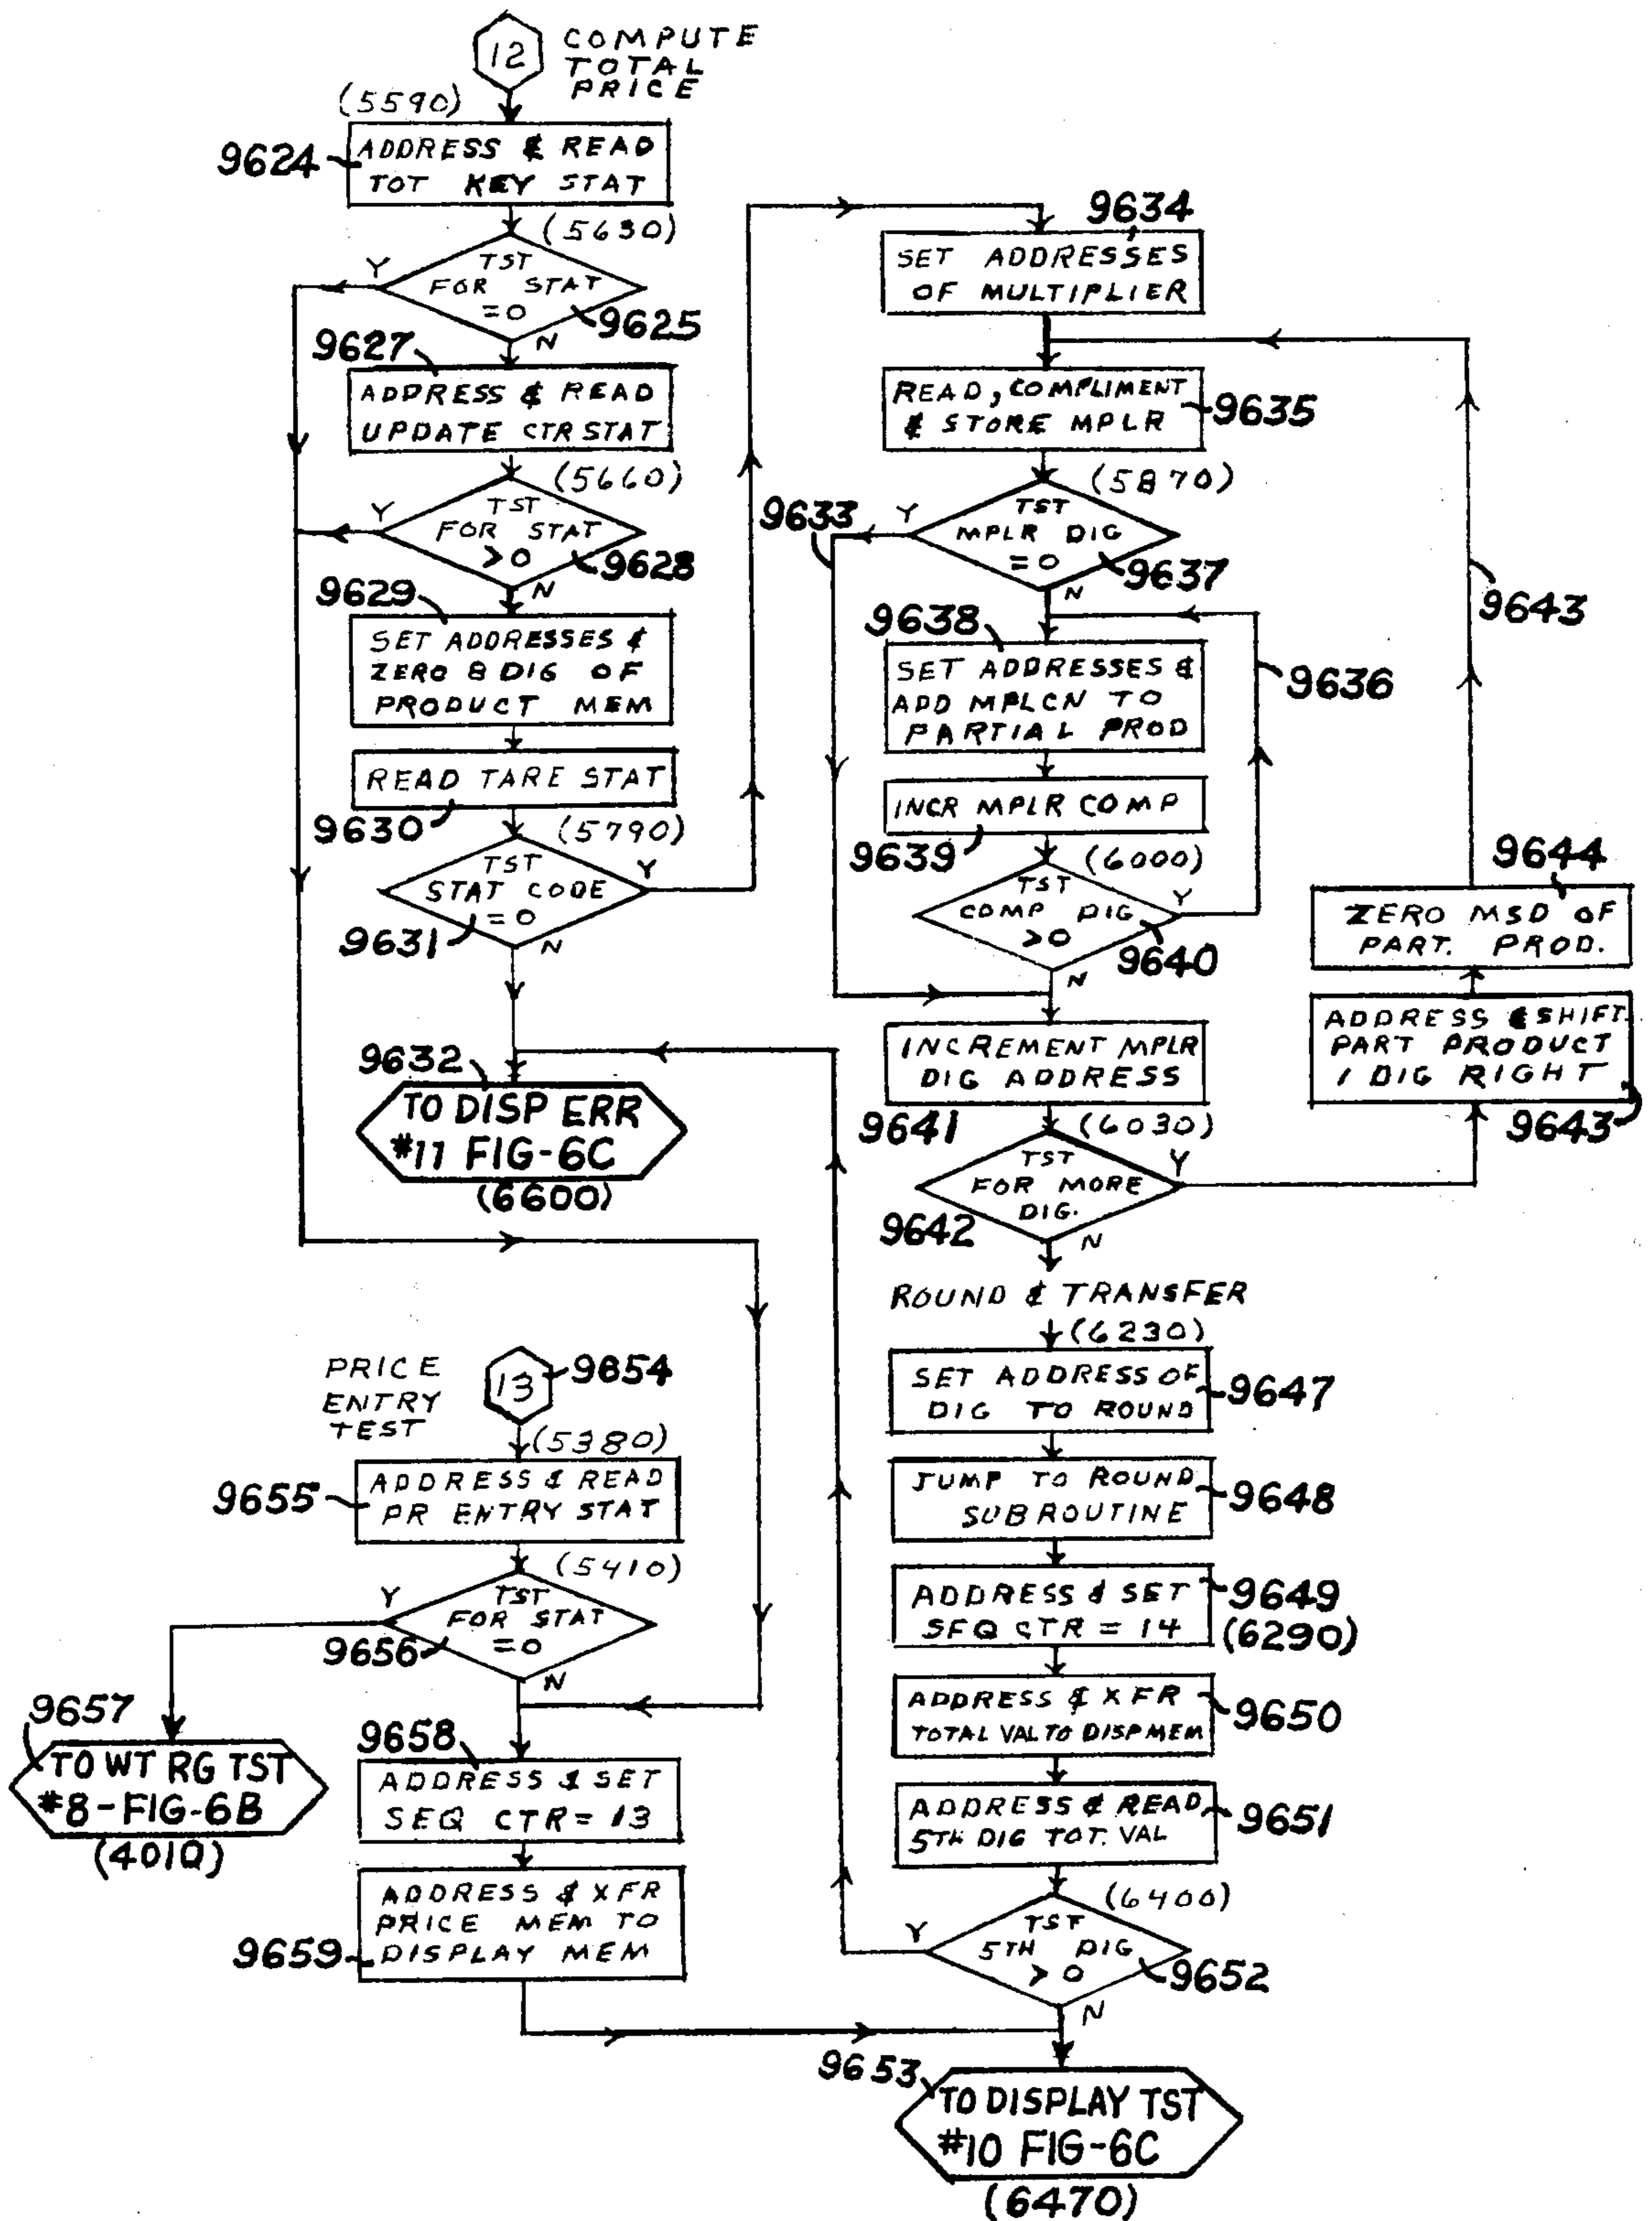 12
COMPUTE
TOTAL
PRICE
(5590)
9624
ADDRESS & READ
TOT KEY STAT
(5630)
Y
TST
FOR STAT
=0
9625
N
9627
ADDRESS & READ
UPDATE CTR STAT
(5660)
Y
TST
FOR STAT
>0
9628
N
9629
SET ADDRESSES &
ZERO 8 DIG OF
PRODUCT MEM
READ TARE STAT
9630
(5790)
TST
STAT CODE
=0
Y
9631
N
9632
TO DISP ERR
#11 FIG-6C
(6600)
PRICE
ENTRY
TEST
13
9654
(5380)
9655
ADDRESS & READ
PR ENTRY STAT
(5410)
Y
TST
FOR STAT
=0
9656
N
9657
TO WT RG TST
#8-FIG-6B
(4010)
9658
ADDRESS & SET
SEQ CTR = 13
ADDRESS & XFR
PRICE MEM TO
DISPLAY MEM
9659
9634
SET ADDRESSES
OF MULTIPLIER
READ, COMPLIMENT
& STORE MPLR
9635
(5870)
9633
Y
TST
MPLR DIG
=0
9637
N
9638
SET ADDRESSES &
ADD MPLCN TO
PARTIAL PROD
9636
INCR MPLR COMP
9639
(6000)
TST
COMP DIG
>0
Y
9640
N
INCREMENT MPLR
DIG ADDRESS
9641
(6030)
TST
FOR MORE
DIG.
Y
9642
N
9643
9644
ZERO MSD OF
PART. PROD.
ADDRESS & SHIFT
PART PRODUCT
1 DIG RIGHT
9643
ROUND & TRANSFER
(6230)
SET ADDRESS OF
DIG TO ROUND
9647
JUMP TO ROUND
SUBROUTINE
9648
ADDRESS & SET
SEQ CTR = 14
9649
(6290)
ADDRESS & XFR
TOTAL VAL TO DISP MEM
9650
ADDRESS & READ
5TH DIG TOT. VAL
9651
(6400)
Y
TST
5TH DIG
> 0
9652
N
9653
TO DISPLAY TST
#10 FIG-6C
(6470)